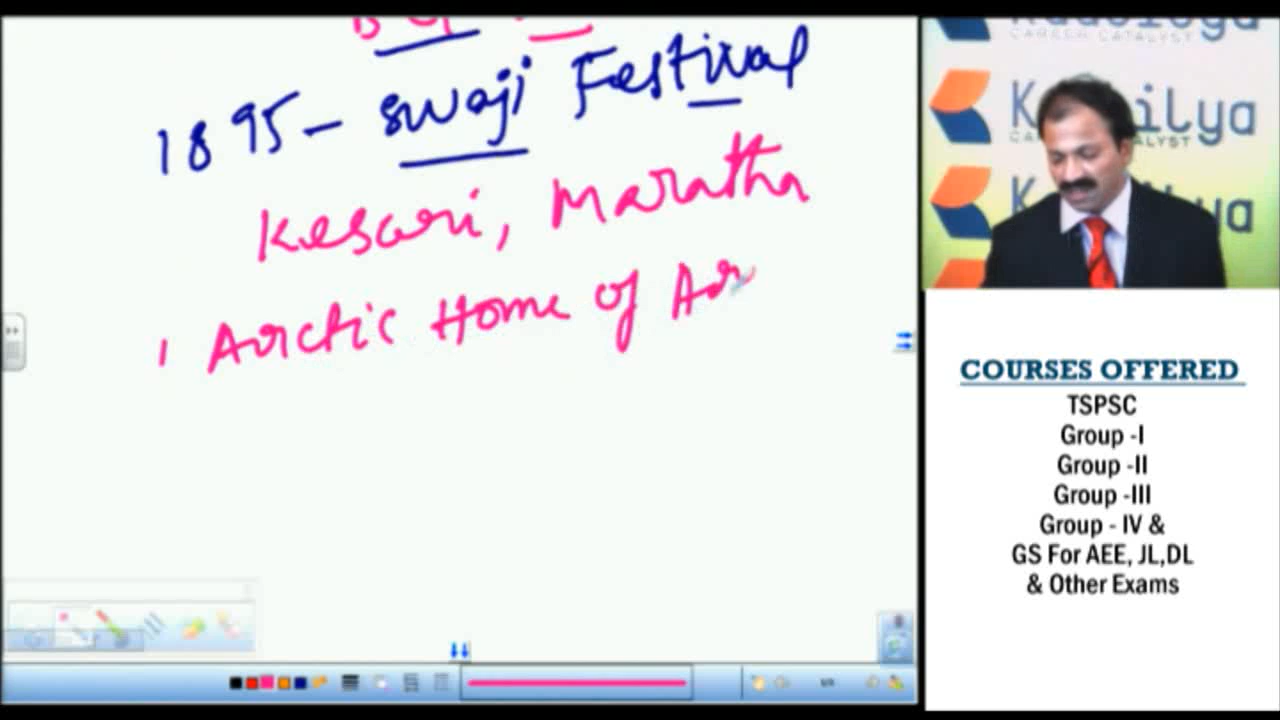 1895 - swaji Festival
Kesari, Maratha
1 Arctic Home of Ar
Kautilya
CAREER CATALYST
COURSES OFFERED
TSPSC
Group -I
Group -II
Group -III
Group - IV &
GS For AEE, JL,DL
& Other Exams